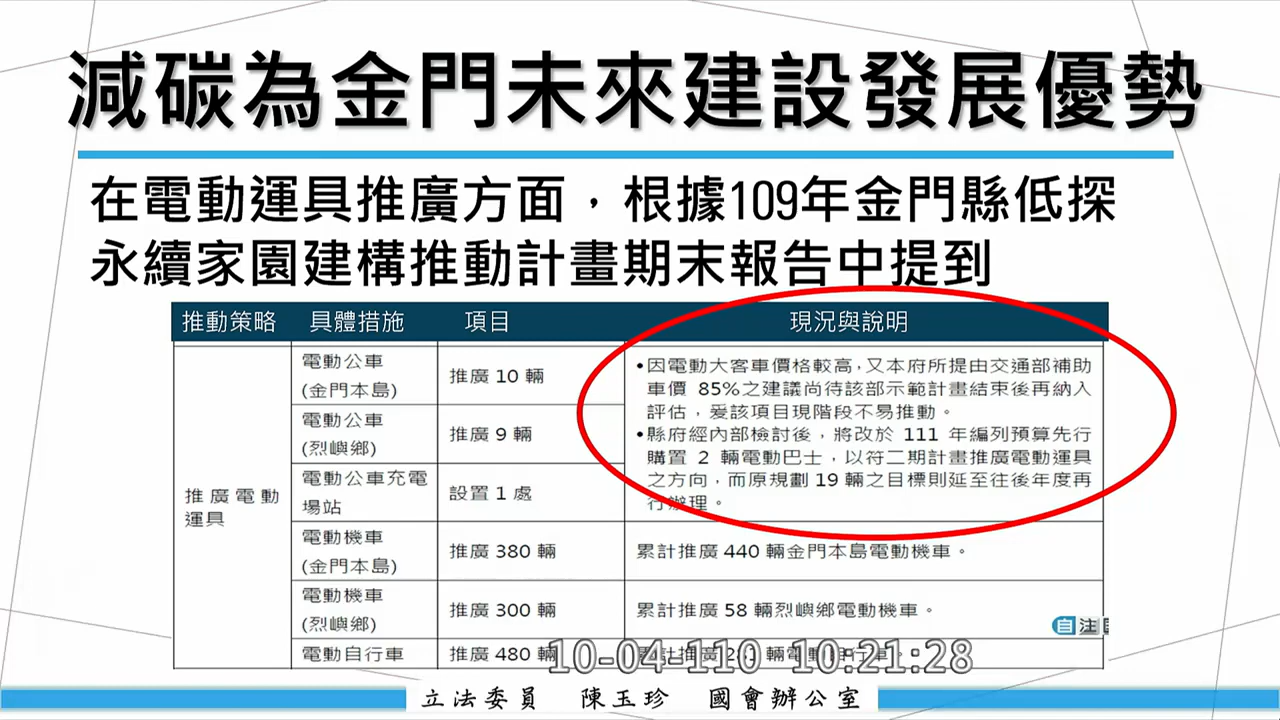 減碳為金門未來建設發展優勢
在電動運具推廣方面，根據109年金門縣低探
永續家園建構推動計畫期末報告中提到
推動策略 具體措施 項目 現況與說明
推廣電動
運具
電動公車
(金門本島)
推廣 10 輛
電動公車
(烈嶼鄉)
推廣 9 輛
電動公車充電
場站
設置 1 處
•因電動大客車價格較高，又本府所提由交通部補助
車價 85%之建議尚待該部示範計畫結束後再納入
評估，爰該項目現階段不易推動。
•縣府經內部檢討後，將改於 111 年編列預算先行
購置 2 輛電動巴士，以符二期計畫推廣電動運具
之方向，而原規劃 19 輛之目標則延至往後年度再
行辦理。
電動機車
(金門本島)
推廣 380 輛
累計推廣 440 輛金門本島電動機車。
電動機車
(烈嶼鄉)
推廣 300 輛
累計推廣 58 輛烈嶼鄉電動機車。
電動自行車
推廣 480 輛
輛電動自行車。
10-04-110 10:21:28
立法委員 陳玉珍 國會辦公室